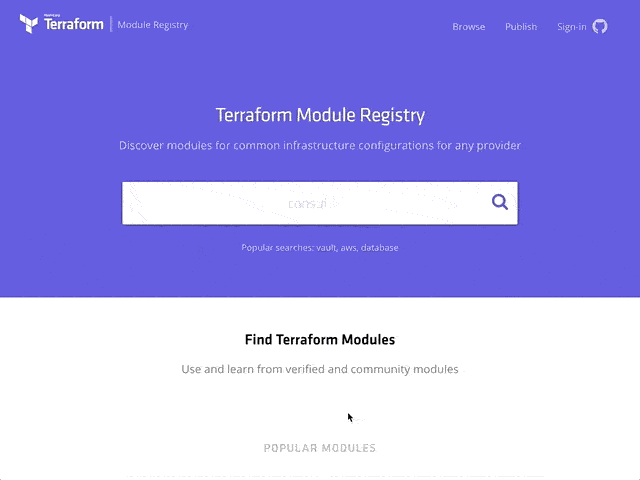 HashiCorp
Terraform
Module Registry
Browse
Publish
Sign-in
Terraform Module Registry
Discover modules for common infrastructure configurations for any provider
consul
Popular searches: vault, aws, database
Find Terraform Modules
Use and learn from verified and community modules
POPULAR MODULES